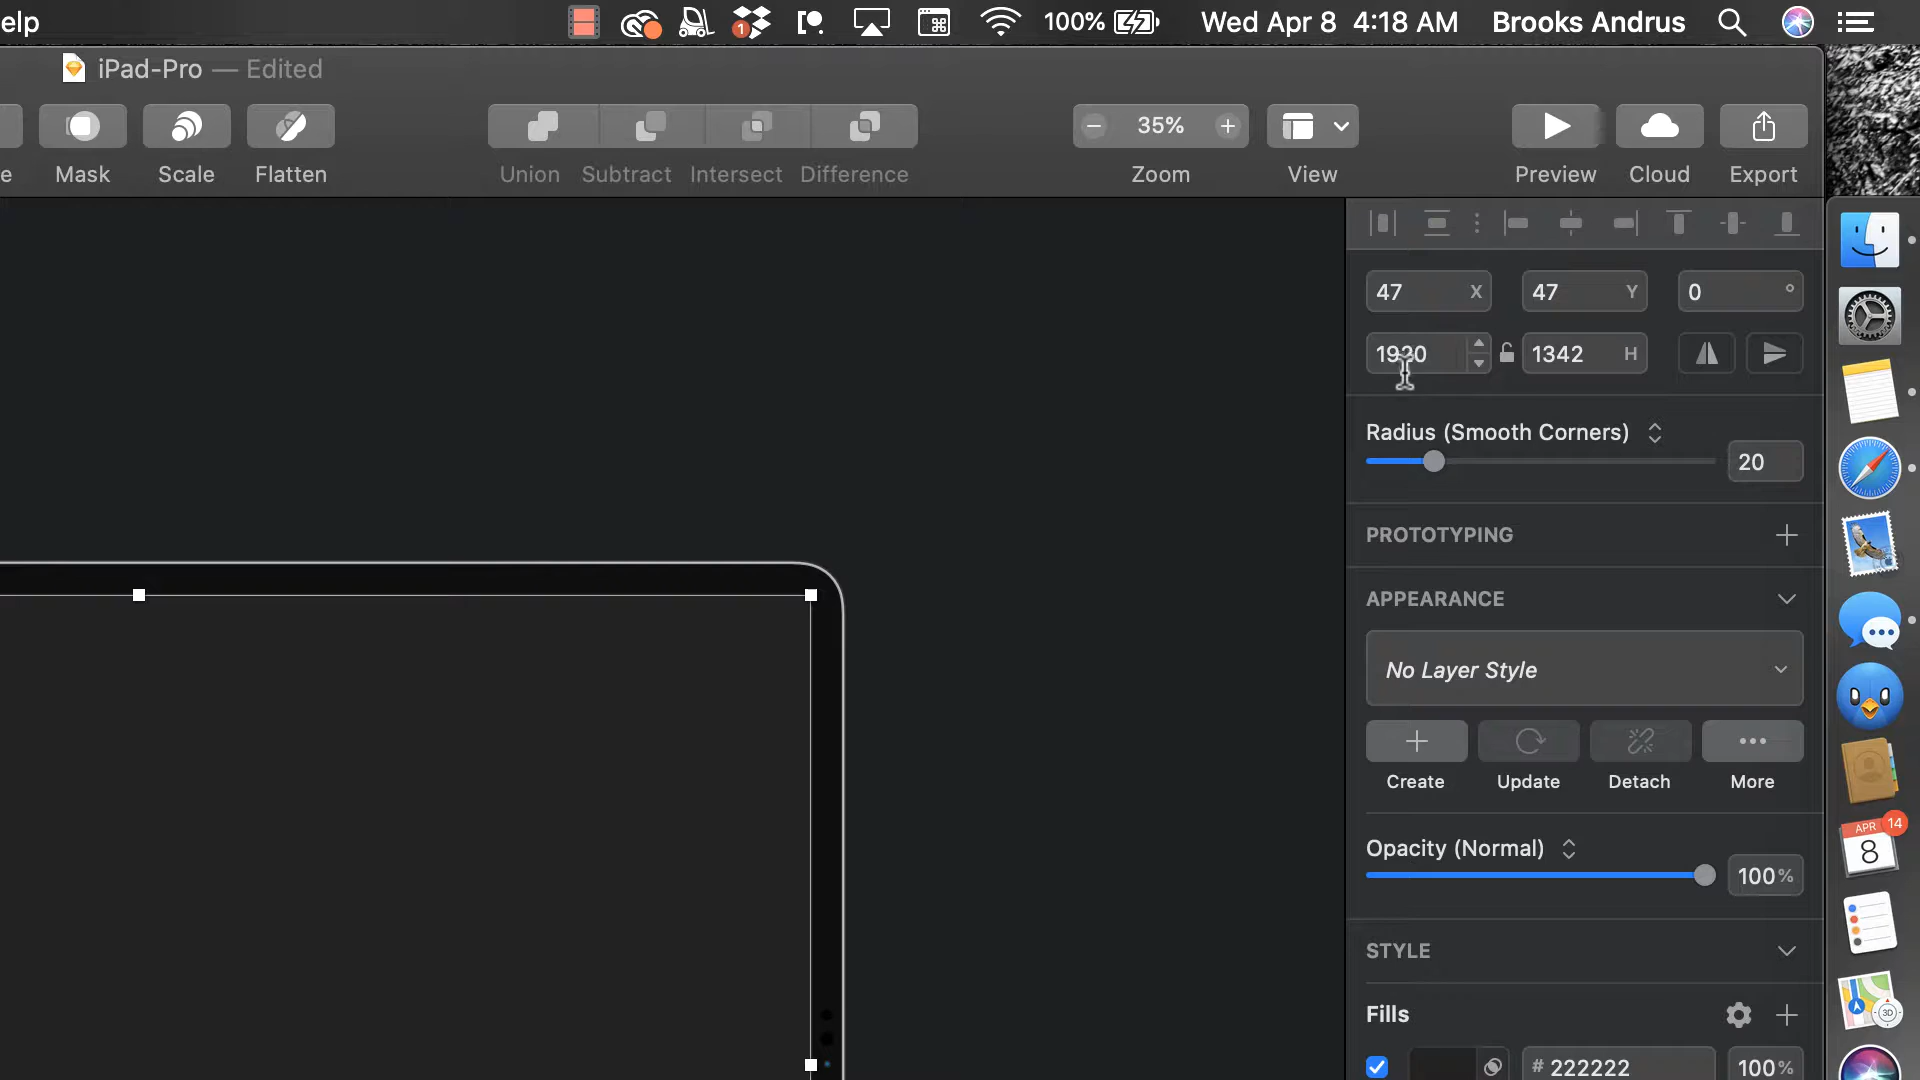 elp 1 100% Wed Apr 8 4:18 AM Brooks Andrus
iPad-Pro — Edited
35%
e Mask Scale Flatten Union Subtract Intersect Difference Zoom View Preview Cloud Export
47 X 47 Y 0 °
1920 1342 H
Radius (Smooth Corners)
20
PROTOTYPING
APPEARANCE
No Layer Style
Create Update Detach More
APR 14
8
Opacity (Normal)
100%
STYLE
3D
Fills
# 222222 100%